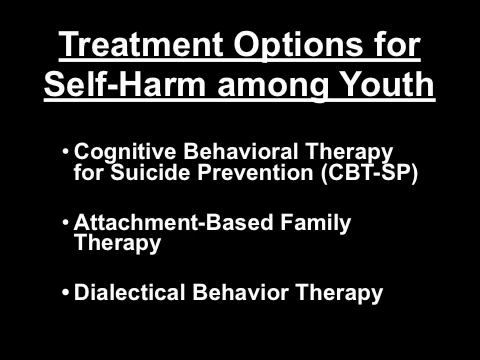 Treatment Options for
Self-Harm among Youth
• Cognitive Behavioral Therapy
for Suicide Prevention (CBT-SP)
• Attachment-Based Family
Therapy
• Dialectical Behavior Therapy